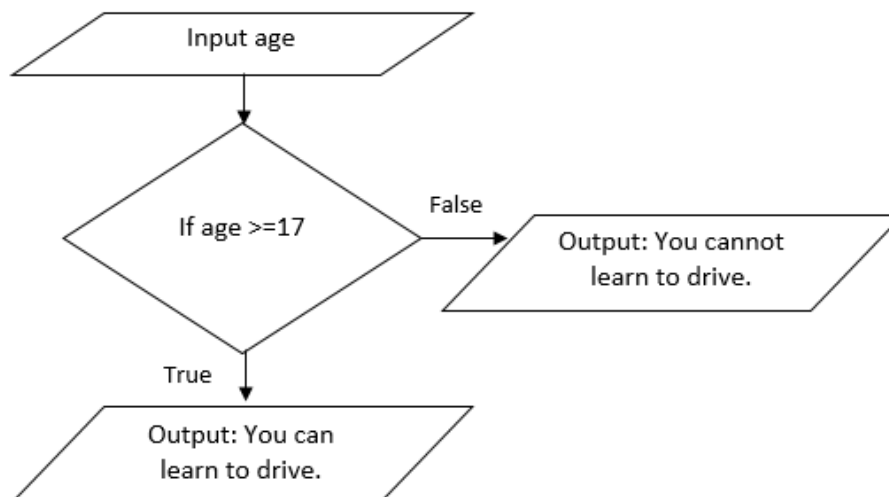 Input age
If age >=17
False
Output: You cannot
learn to drive.
True
Output: You can
learn to drive.